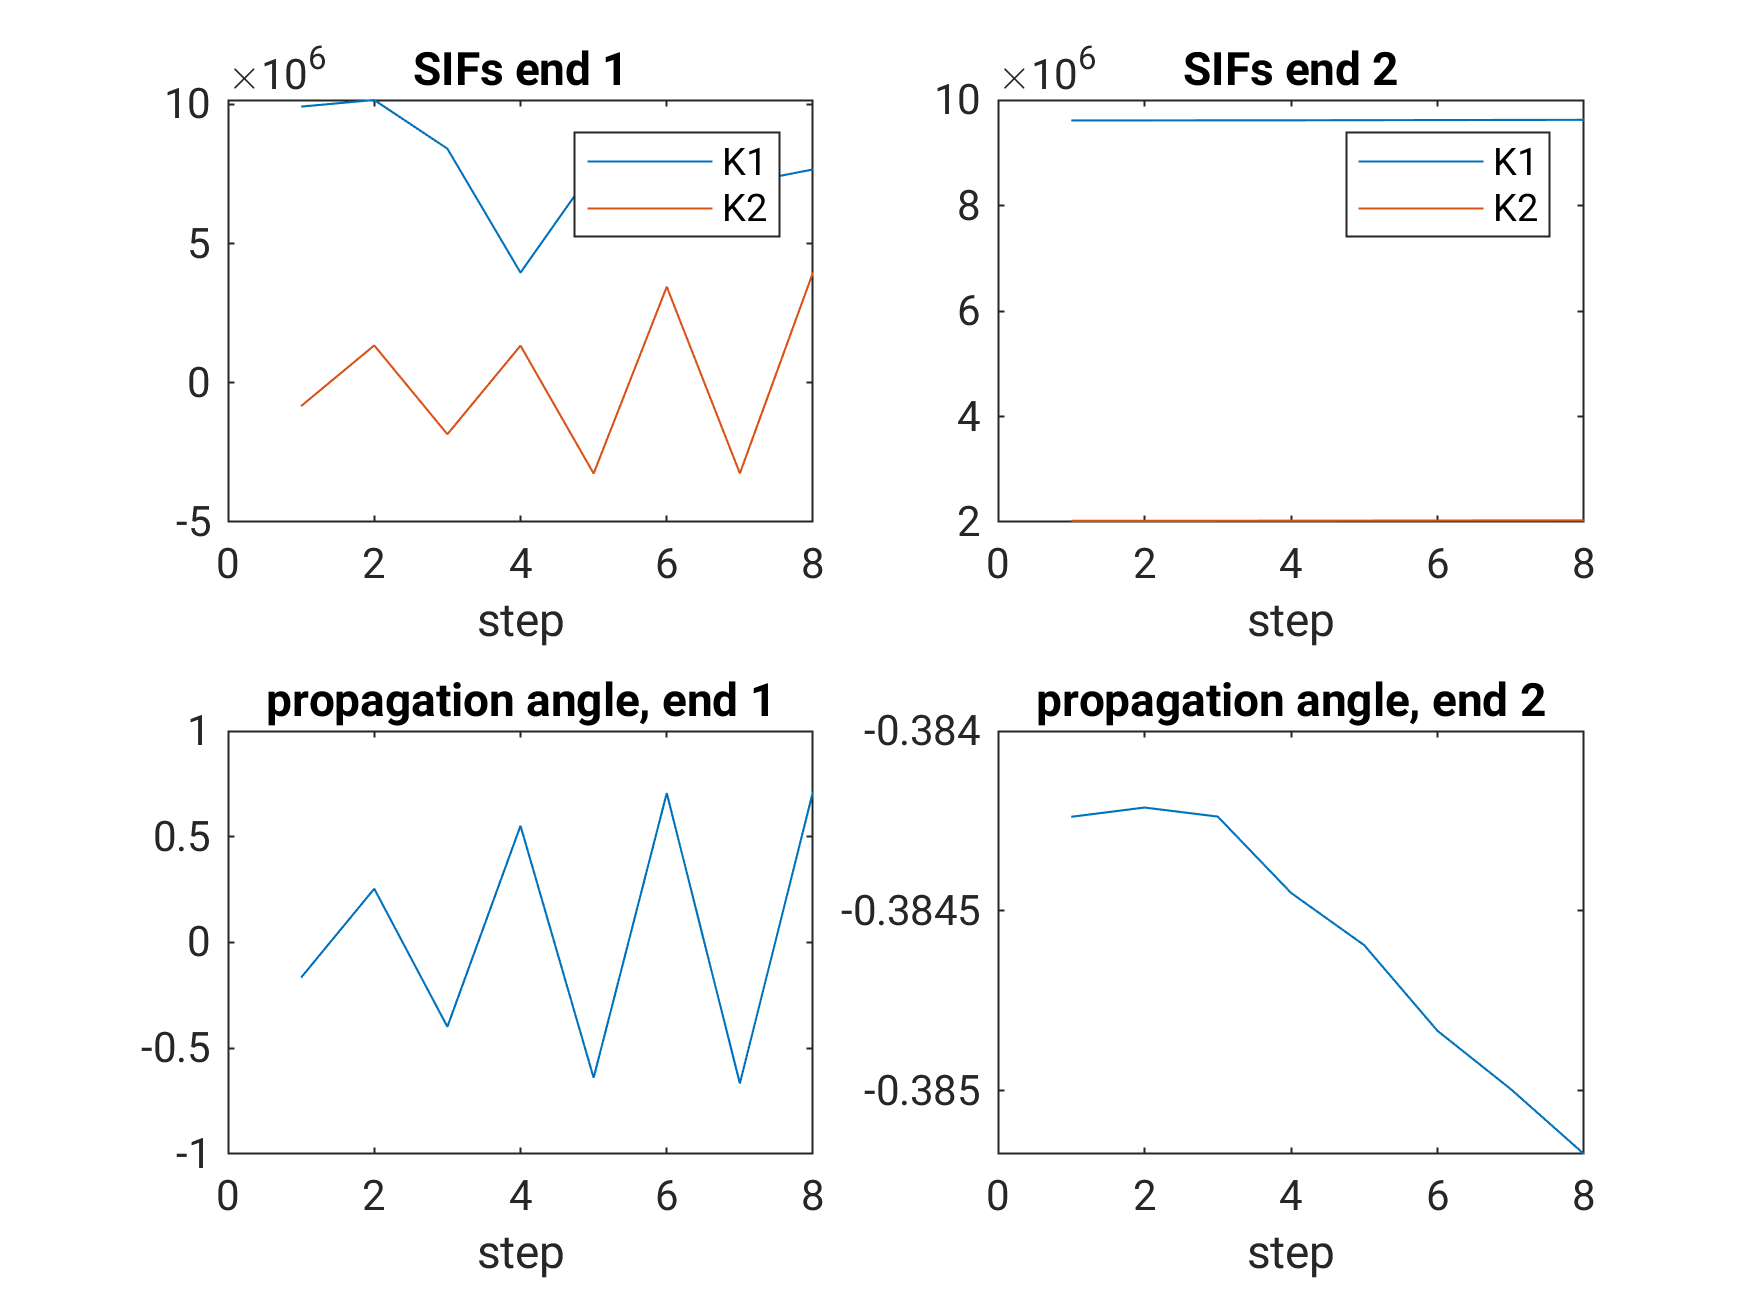 ×10^6
SIFs end 1
10
5
0
-5
K1
K2
0 2 4 6 8
step
×10^6
SIFs end 2
10
8
6
4
2
K1
K2
0 2 4 6 8
step
propagation angle, end 1
1
0.5
0
-0.5
-1
0 2 4 6 8
step
propagation angle, end 2
-0.384
-0.3845
-0.385
0 2 4 6 8
step